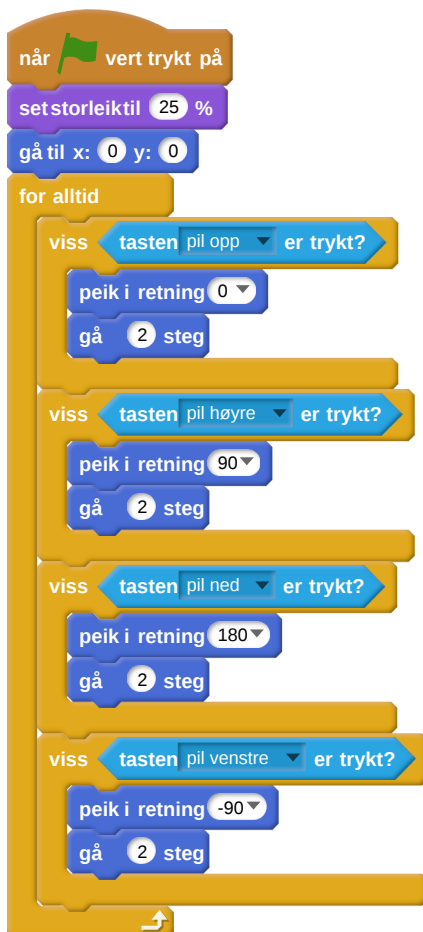 når vert trykt på
set storleik til 25 %
gå til x: 0 y: 0
for alltid
viss tasten pil opp er trykt?
peik i retning 0
gå 2 steg
viss tasten pil høyre er trykt?
peik i retning 90
gå 2 steg
viss tasten pil ned er trykt?
peik i retning 180
gå 2 steg
viss tasten pil venstre er trykt?
peik i retning -90
gå 2 steg